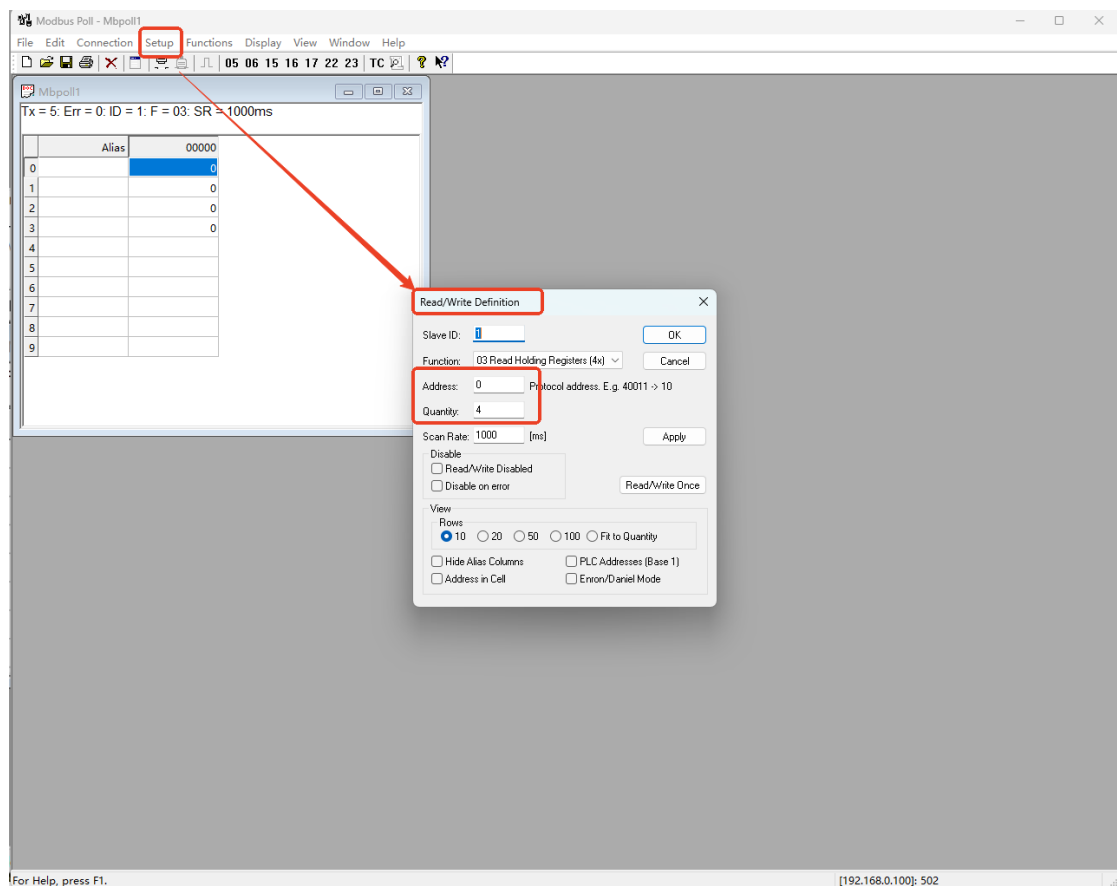 Modbus Poll - Mbpoll1
File Edit Connection Setup Functions Display View Window Help
05 06 15 16 17 22 23 TC
Mbpoll1
Tx = 5: Err = 0: ID = 1: F = 03: SR = 1000ms
Alias 00000
0 0
1 0
2 0
3 0
4
5
6
7
8
9
Read/Write Definition
Slave ID: 1 OK
Function: 03 Read Holding Registers (4x) Cancel
Address: 0 Protocol address. E.g. 40011 -> 10
Quantity: 4
Scan Rate: 1000 [ms] Apply
Disable
Read/Write Disabled
Disable on error Read/Write Once
View
Rows
10 20 50 100 Fit to Quantity
Hide Alias Columns PLC Addresses (Base 1)
Address in Cell Enron/Daniel Mode
For Help, press F1. [192.168.0.100]: 502